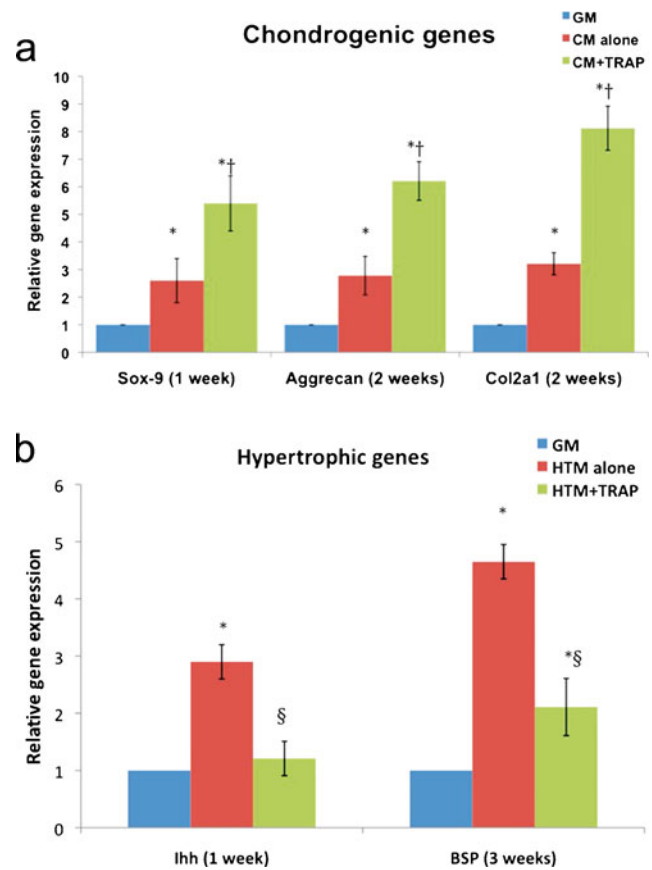 a
Chondrogenic genes
GM
CM alone
CM+TRAP
Relative gene expression
10
9
8
7
6
5
4
3
2
1
0
*
*†
*
*†
*
*†
Sox-9 (1 week)
Aggrecan (2 weeks)
Col2a1 (2 weeks)
b
Hypertrophic genes
GM
HTM alone
HTM+TRAP
Relative gene expression
6
5
4
3
2
1
0
*
§
*
*§
Ihh (1 week)
BSP (3 weeks)